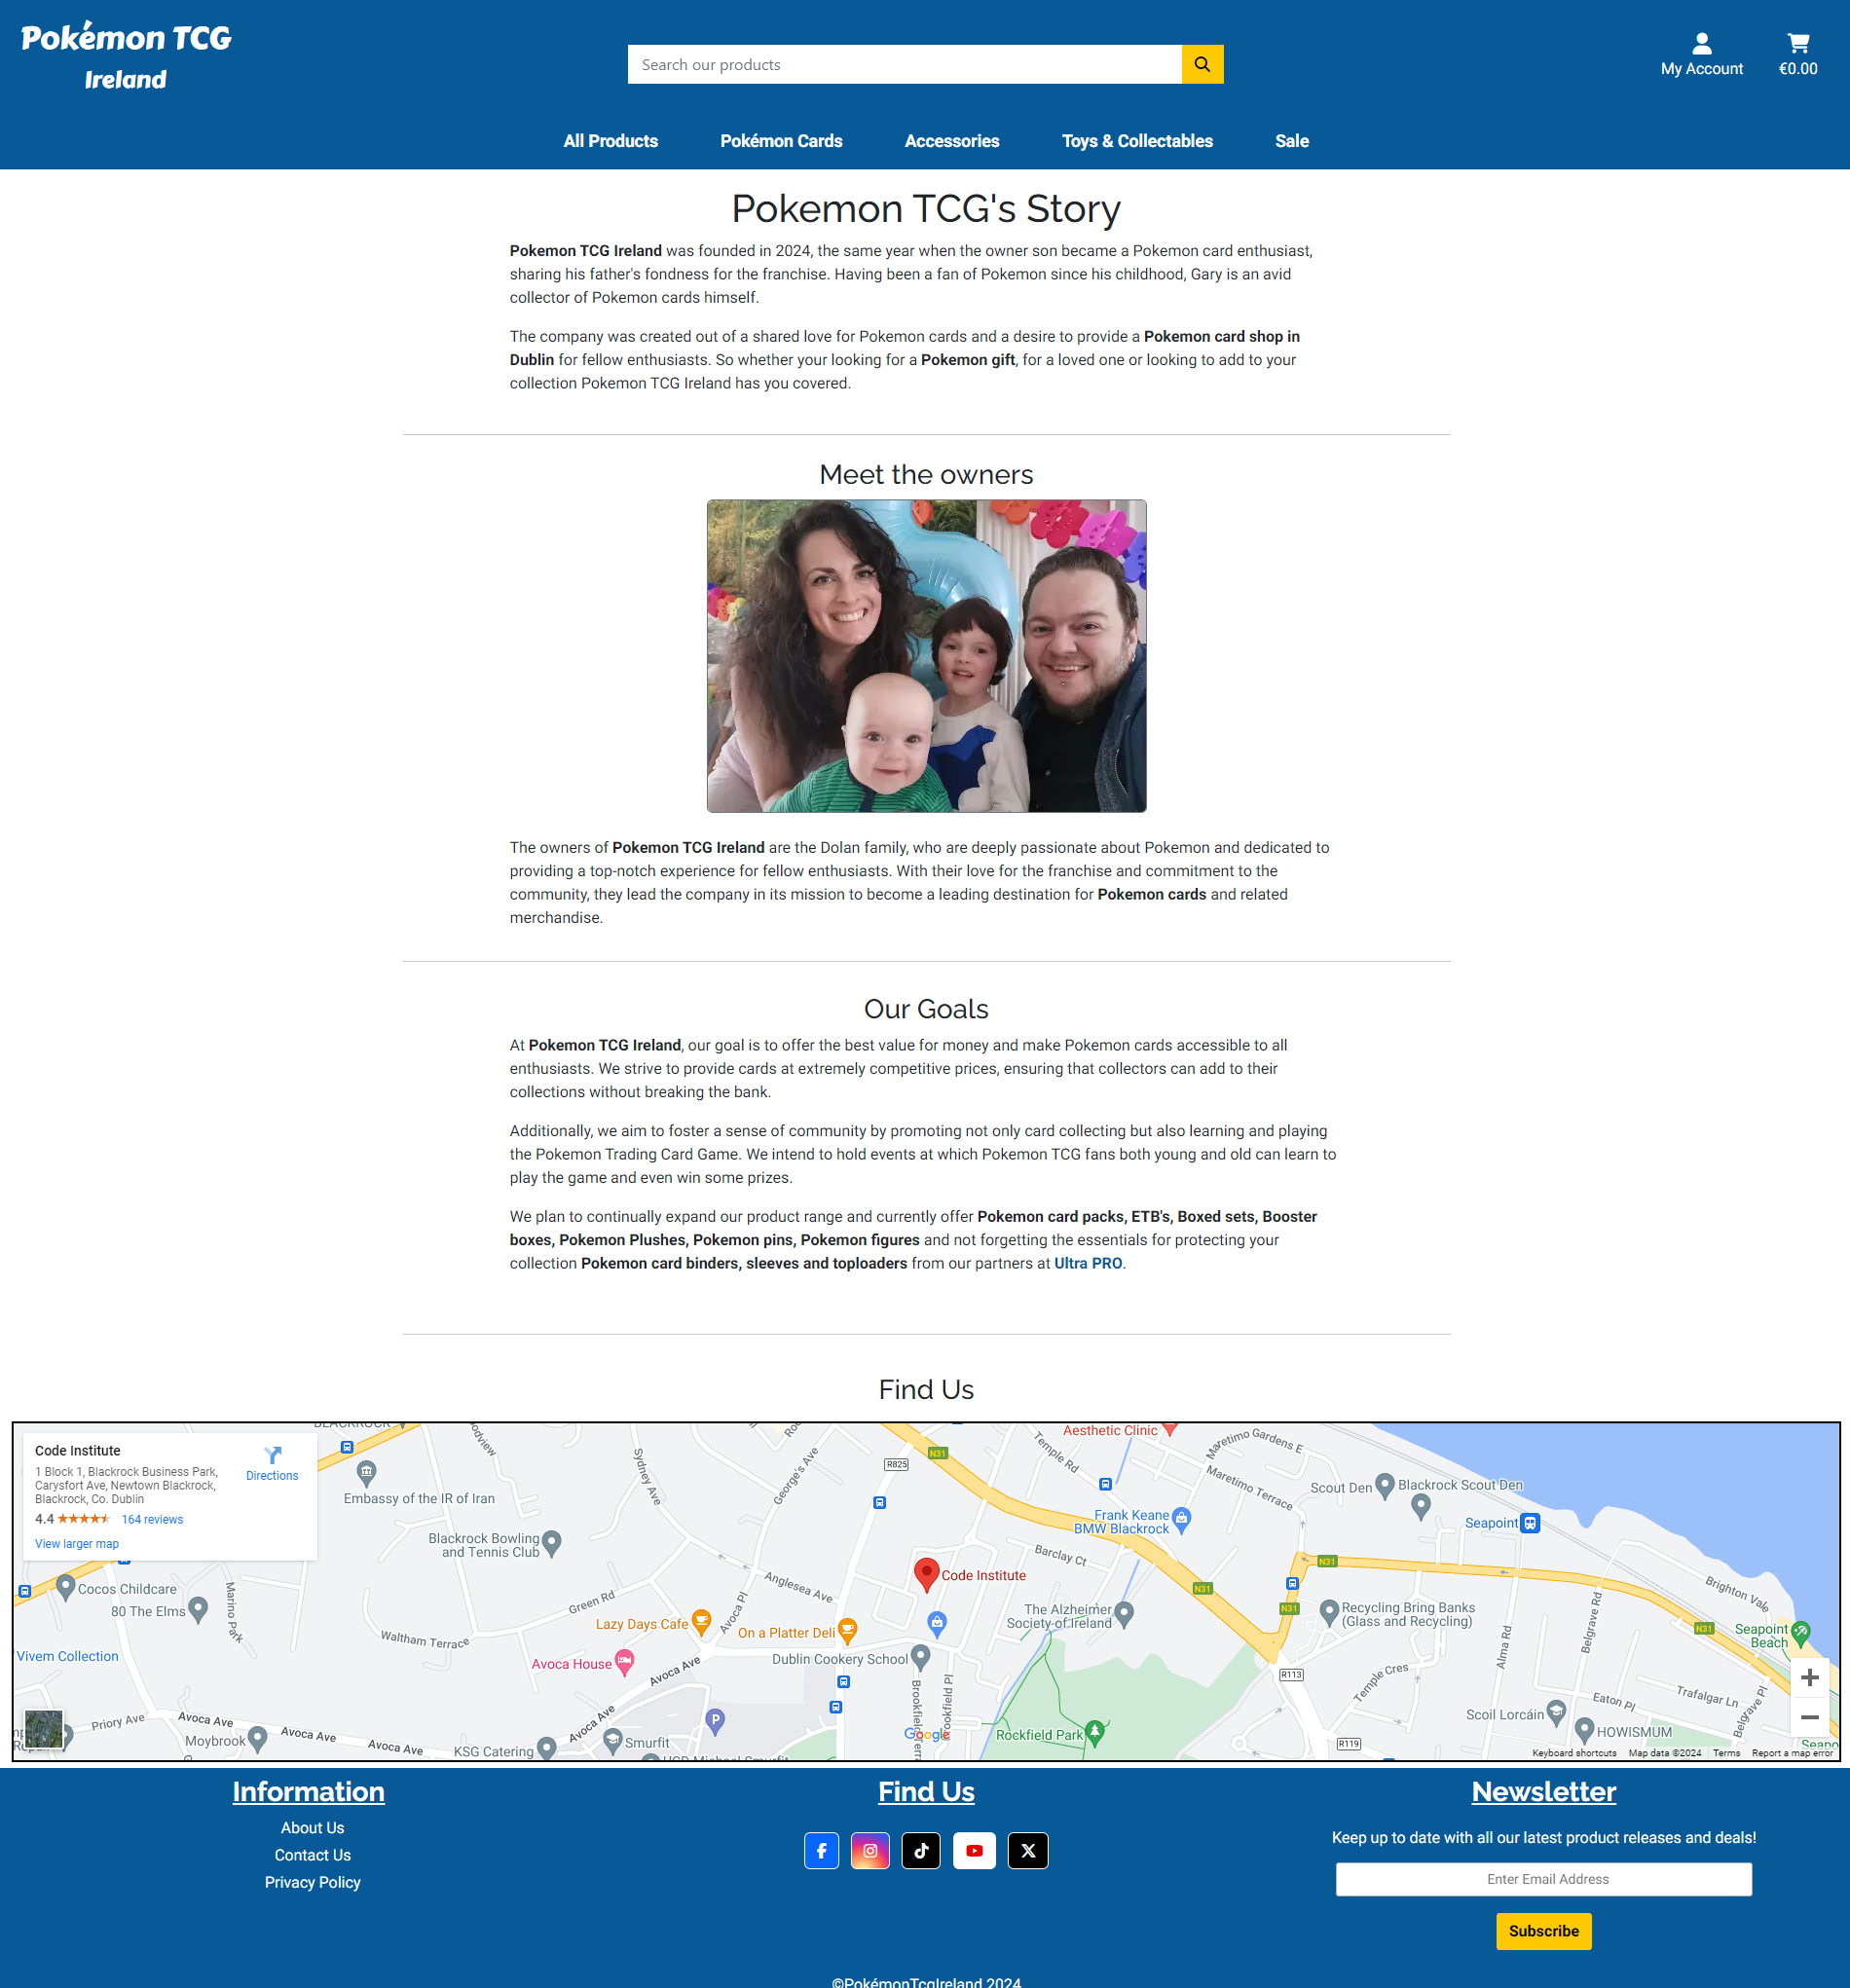 Pokémon TCG
Ireland
Search our products
My Account
€0.00
All Products
Pokémon Cards
Accessories
Toys & Collectables
Sale
Pokemon TCG's Story
Pokemon TCG Ireland was founded in 2024, the same year when the owner son became a Pokemon card enthusiast,
sharing his father's fondness for the franchise. Having been a fan of Pokemon since his childhood, Gary is an avid
collector of Pokemon cards himself.
The company was created out of a shared love for Pokemon cards and a desire to provide a Pokemon card shop in
Dublin for fellow enthusiasts. So whether your looking for a Pokemon gift, for a loved one or looking to add to your
collection Pokemon TCG Ireland has you covered.
Meet the owners
The owners of Pokemon TCG Ireland are the Dolan family, who are deeply passionate about Pokemon and dedicated to
providing a top-notch experience for fellow enthusiasts. With their love for the franchise and commitment to the
community, they lead the company in its mission to become a leading destination for Pokemon cards and related
merchandise.
Our Goals
At Pokemon TCG Ireland, our goal is to offer the best value for money and make Pokemon cards accessible to all
enthusiasts. We strive to provide cards at extremely competitive prices, ensuring that collectors can add to their
collections without breaking the bank.
Additionally, we aim to foster a sense of community by promoting not only card collecting but also learning and playing
the Pokemon Trading Card Game. We intend to hold events at which Pokemon TCG fans both young and old can learn to
play the game and even win some prizes.
We plan to continually expand our product range and currently offer Pokemon card packs, ETB's, Boxed sets, Booster
boxes, Pokemon Plushes, Pokemon pins, Pokemon figures and not forgetting the essentials for protecting your
collection Pokemon card binders, sleeves and toploaders from our partners at Ultra PRO.
Find Us
Code Institute
1 Block 1, Blackrock Business Park,
Carysfort Ave, Newtown Blackrock,
Blackrock, Co. Dublin
4.4
164 reviews
View larger map
Directions
Embassy of the IR of Iran
Sydney Ave
George's Ave
R825
N31
Aesthetic Clinic
Temple Rd
Maretimo Gardens E
Maretimo Terrace
Scout Den
Blackrock Scout Den
Frank Keane
BMW Blackrock
Seapoint
Blackrock Bowling
and Tennis Club
Barclay Ct
N31
Code Institute
Anglesea Ave
N31
Brighton Vale
Cocos Childcare
80 The Elms
Marino Park
Green Rd
Avoca Pl
Lazy Days Cafe
On a Platter Deli
The Alzheimer
Society of Ireland
N31
Recycling Bring Banks
(Glass and Recycling)
Belgrave Rd
N31
Seapoint
Beach
Waltham Terrace
Vivem Collection
Avoca House
Avoca Ave
Dublin Cookery School
R113
Temple Cres
Alma Rd
Trafalgar Ln
Eaton Pl
Belgrave Pl
Priory Ave
Avoca Ave
Avoca Ave
Avoca Ave
Avoca Ave
Moybrook
KSG Catering
P
Smurfit
Brookfield Pl
Google
Rockfield Park
R119
Scoil Lorcáin
HOWISMUM
Keyboard shortcuts
Map data ©2024
Terms
Report a map error
Information
About Us
Contact Us
Privacy Policy
Find Us
Newsletter
Keep up to date with all our latest product releases and deals!
Enter Email Address
Subscribe
©PokémonTcgIreland 2024